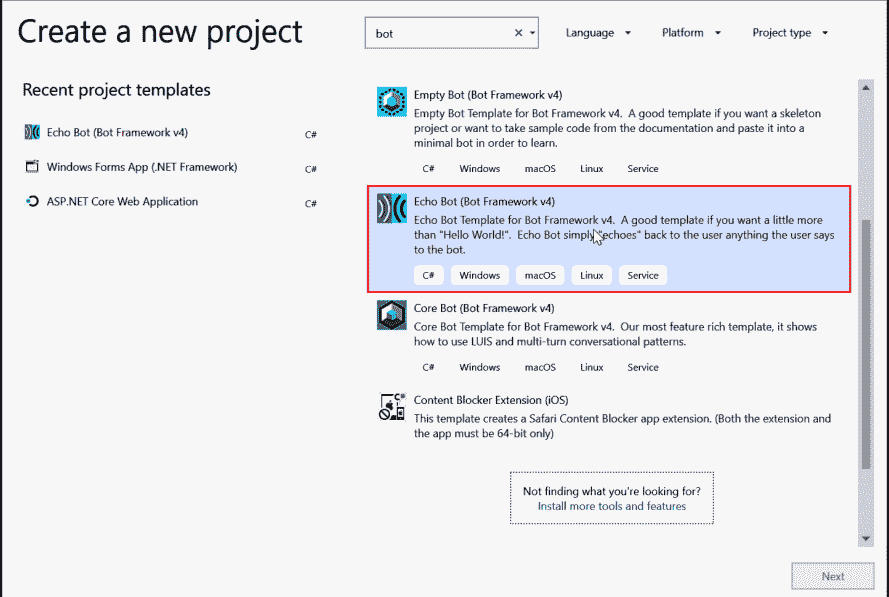 Create a new project
bot
Language
Platform
Project type
Recent project templates
Echo Bot (Bot Framework v4)
C#
Windows Forms App (.NET Framework)
C#
ASP.NET Core Web Application
C#
Empty Bot (Bot Framework v4)
Empty Bot Template for Bot Framework v4. A good template if you want a skeleton
project or want to take sample code from the documentation and paste it into a
minimal bot in order to learn.
C# Windows macOS Linux Service
Echo Bot (Bot Framework v4)
Echo Bot Template for Bot Framework v4. A good template if you want a little more
than "Hello World!". Echo Bot simply "echoes" back to the user anything the user says
to the bot.
C# Windows macOS Linux Service
Core Bot (Bot Framework v4)
Core Bot Template for Bot Framework v4. Our most feature rich template, it shows
how to use LUIS and multi-turn conversational patterns.
C# Windows macOS Linux Service
Content Blocker Extension (iOS)
This template creates a Safari Content Blocker app extension. (Both the extension and
the app must be 64-bit only)
Not finding what you're looking for?
Install more tools and features
Next